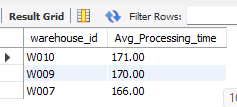 Result Grid Filter Rows:
warehouse_id Avg_Processing_time
W010 171.00
W009 170.00
W007 166.00